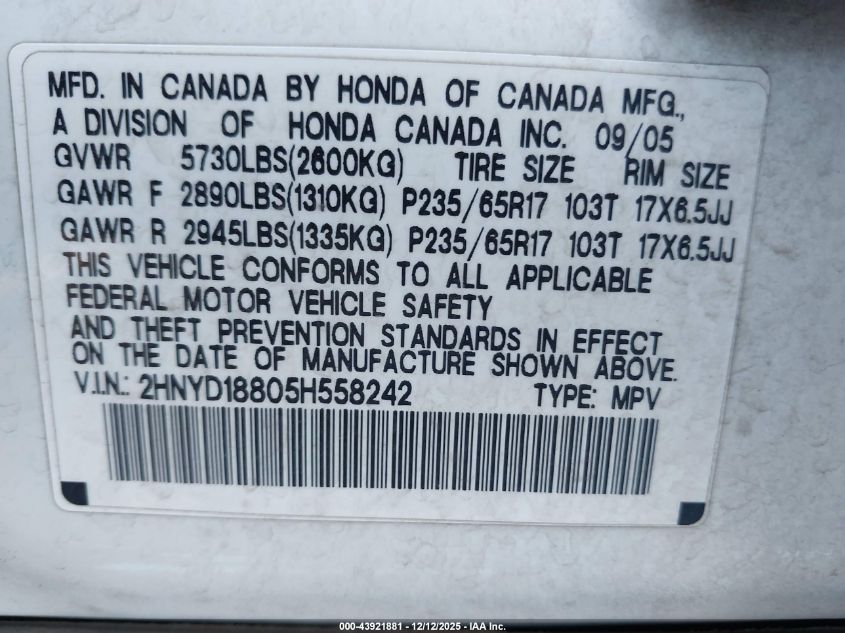 MFD. IN CANADA BY HONDA OF CANADA MFG.,
A DIVISION OF HONDA CANADA INC. 09/05
GVWR 5730LBS(2600KG) TIRE SIZE RIM SIZE
GAWR F 2890LBS(1310KG) P235/65R17 103T 17X6.5JJ
GAWR R 2945LBS(1335KG) P235/65R17 103T 17X6.5JJ
THIS VEHICLE CONFORMS TO ALL APPLICABLE
FEDERAL MOTOR VEHICLE SAFETY
AND THEFT PREVENTION STANDARDS IN EFFECT
ON THE DATE OF MANUFACTURE SHOWN ABOVE.
V.I.N.: 2HNYD18805H558242 TYPE: MPV
000-43921881 - 12/12/2025 - IAA Inc.